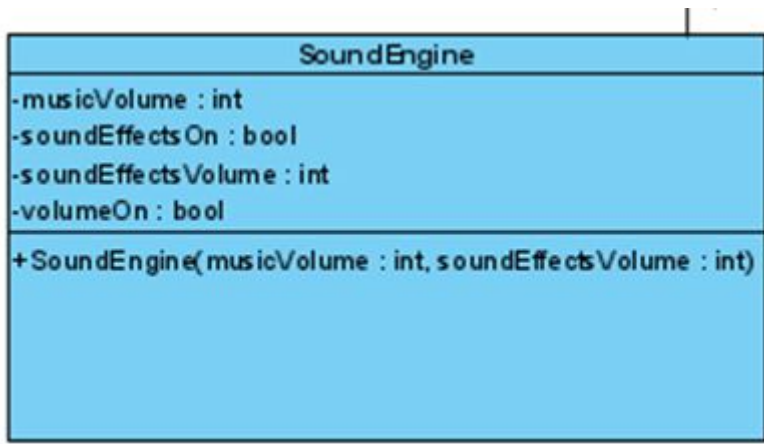 SoundEngine
-musicVolume : int
-soundEffectsOn : bool
-soundEffectsVolume : int
-volumeOn : bool
+SoundEngine(musicVolume : int, soundEffectsVolume : int)